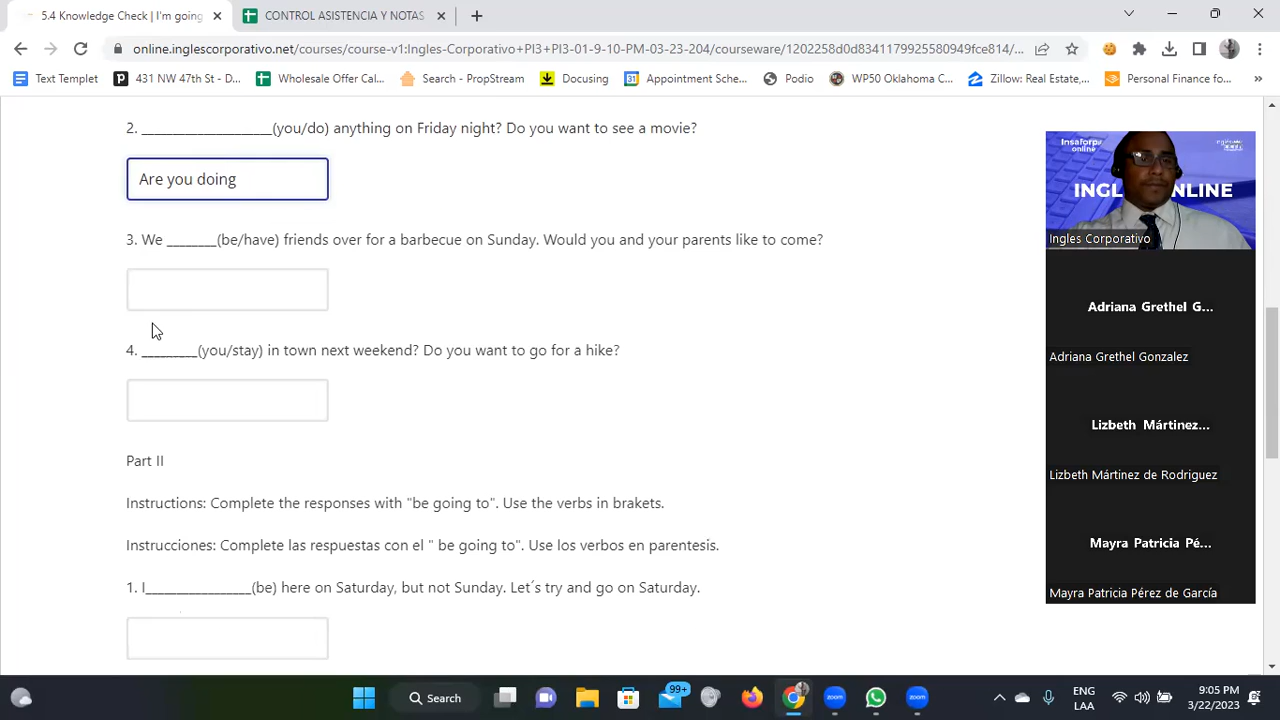 5.4 Knowledge Check | I'm going
CONTROL ASISTENCIA Y NOTAS
online.inglescorporativo.net/courses/course-v1:Ingles-Corporativo+PI3+PI3-01-9-10-PM-03-23-204/courseware/1202258d0d8341179925580949fce814/...
Text Templet
431 NW 47th St - D...
Wholesale Offer Cal...
Search - PropStream
Docusing
Appointment Sche...
Podio
WP50 Oklahoma C...
Zillow: Real Estate,...
Personal Finance fo...
»
2. _____________________(you/do) anything on Friday night? Do you want to see a movie?
Are you doing
3. We ________(be/have) friends over for a barbecue on Sunday. Would you and your parents like to come?
4. _________(you/stay) in town next weekend? Do you want to go for a hike?
Part II
Instructions: Complete the responses with "be going to". Use the verbs in brakets.
Instrucciones: Complete las respuestas con el " be going to". Use los verbos en parentesis.
1. I_________________(be) here on Saturday, but not Sunday. Let´s try and go on Saturday.
Ingles Corporativo
Adriana Grethel G...
Adriana Grethel Gonzalez
Lizbeth Mártinez...
Lizbeth Mártinez de Rodriguez
Mayra Patricia Pé...
Mayra Patricia Pérez de García
Search
99+
ENG
LAA
9:05 PM
3/22/2023